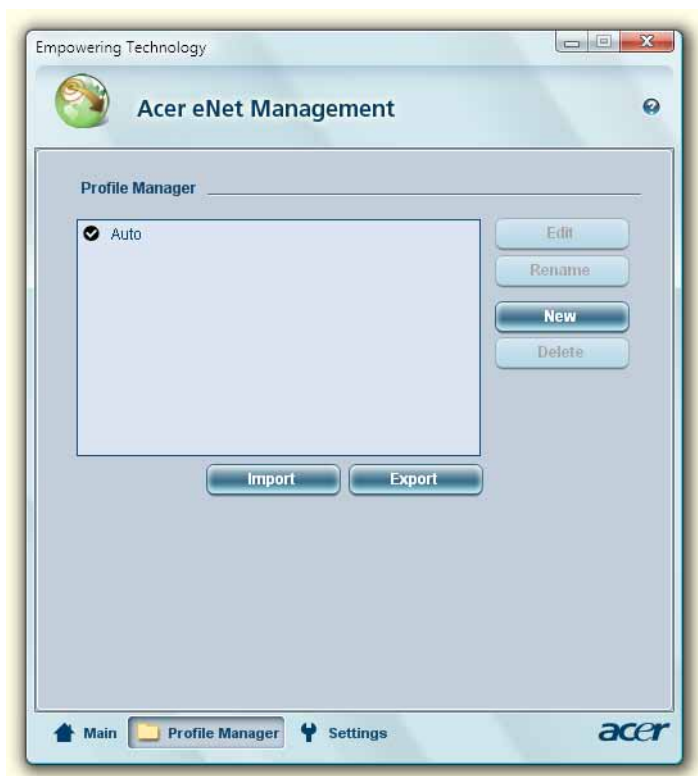 Empowering Technology
Acer eNet Management
Profile Manager
Auto
Edit
Rename
New
Delete
Import Export
Main Profile Manager Settings acer